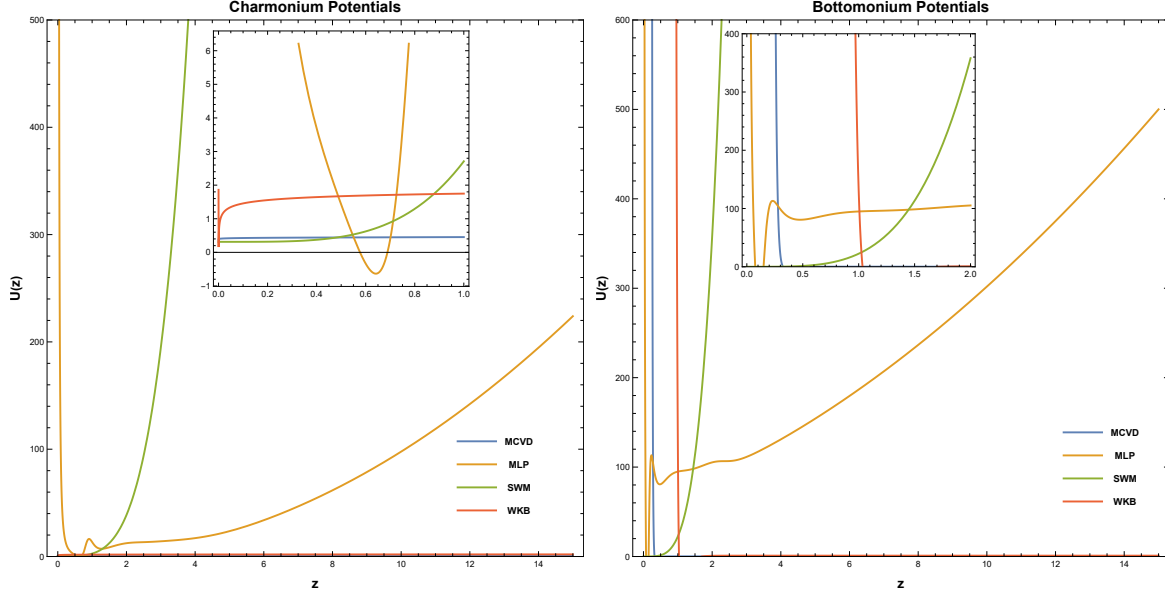 Charmonium Potentials
500
400
300
200
100
0
U(z)
0 2 4 6 8 10 12 14
z
6
5
4
3
2
1
0
-1
0.0 0.2 0.4 0.6 0.8 1.0
MCVD
MLP
SWM
WKB
Bottomonium Potentials
600
500
400
300
200
100
0
U(z)
0 2 4 6 8 10 12 14
z
400
300
200
100
0
0.0 0.5 1.0 1.5 2.0
MCVD
MLP
SWM
WKB